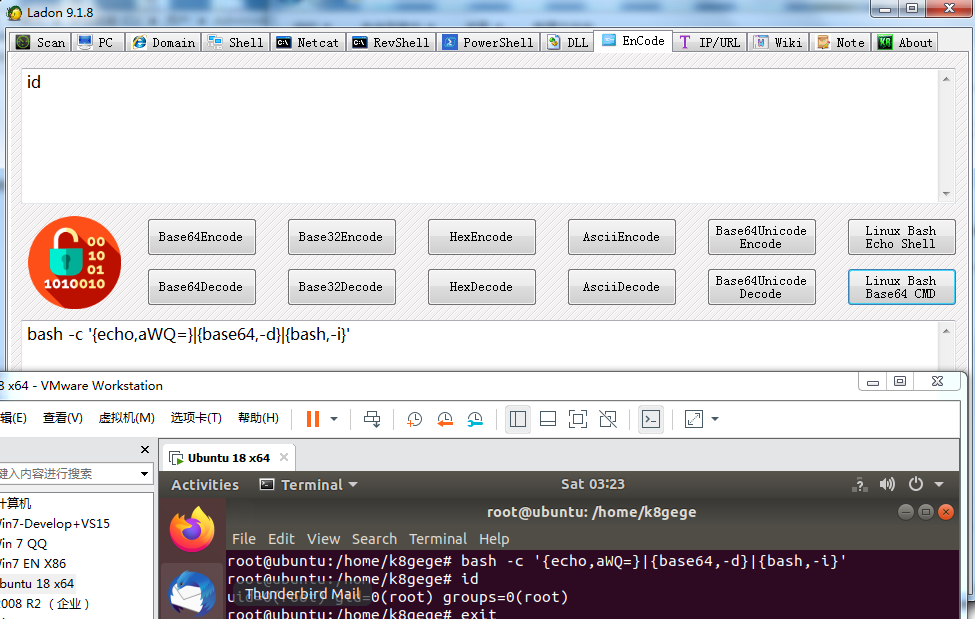 Ladon 9.1.8
Scan PC Domain Shell Netcat RevShell PowerShell DLL EnCode IP/URL Wiki Note About
id
00
10
01
1010010
Base64Encode Base32Encode HexEncode AsciiEncode Base64Unicode Encode Linux Bash Echo Shell
Base64Decode Base32Decode HexDecode AsciiDecode Base64Unicode Decode Linux Bash Base64 CMD
bash -c '{echo,aWQ=}|{base64,-d}|{bash,-i}'
8 x64 - VMware Workstation
辑(E) 查看(V) 虚拟机(M) 选项卡(T) 帮助(H)
键入内容进行搜索
计算机
Win7-Develop+VS15
Win 7 QQ
Win7 EN X86
buntu 18 x64
2008 R2 （企业）
Ubuntu 18 x64
Activities Terminal Sat 03:23
root@ubuntu: /home/k8gege
File Edit View Search Terminal Help
root@ubuntu:/home/k8gege# bash -c '{echo,aWQ=}|{base64,-d}|{bash,-i}'
root@ubuntu:/home/k8gege# id
Thunderbird Mail
groups=0(root)
root@ubuntu:/home/k8gege# exit